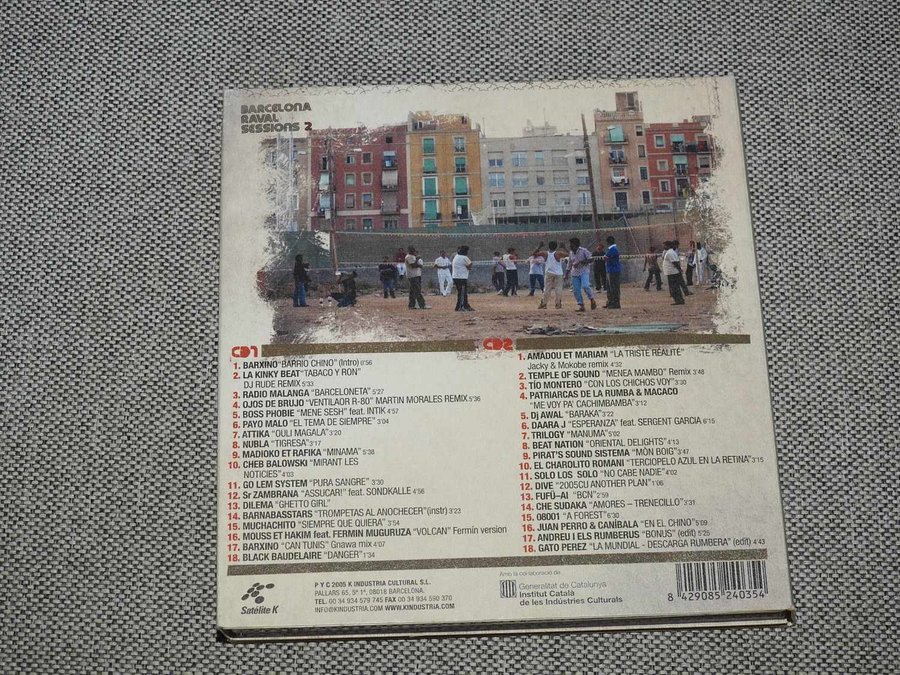 BARCELONA
RAVAL
SESSIONS 2
CD1
1. BARXINO "BARRIO CHINO" (Intro) 0'56
2. LA KINKY BEAT "TABACO Y RON"
DJ RUDE REMIX 5'33
3. RADIO MALANGA "BARCELONETA" 5'27
4. OJOS DE BRUJO "VENTILAOR R-80" MARTIN MORALES REMIX 5'36
5. BOSS PHOBIE "MENE SESH" feat. INTIK 4'57
6. PAYO MALO "EL TEMA DE SIEMPRE" 3'04
7. ATTIKA "OULI MAGALA" 3'20
8. NUBLA "TIGRESA" 3'17
9. MADIOKO ET RAFIKA "MINAMA" 5'38
10. CHEB BALOWSKI "MIRANT LES
NOTICIES" 4'03
11. GO LEM SYSTEM "PURA SANGRE" 3'30
12. Sr ZAMBRANA "ASSUCAR!" feat. SONDKALLE 4'56
13. DILEMA "GHETTO GIRL"
14. BARNABASSTARS "TROMPETAS AL ANOCHECER" (instr) 3'23
15. MUCHACHITO "SIEMPRE QUE QUIERA" 3'54
16. MOUSS ET HAKIM feat. FERMIN MUGURUZA "VOLCAN" Fermín version
17. BARXINO "CAN TUNIS" Gnawa mix 4'07
18. BLACK BAUDELAIRE "DANGER" 1'34
CD2
1. AMADOU ET MARIAM "LA TRISTE RÉALITÉ"
Jacky & Mokobe remix 4'32
2. TEMPLE OF SOUND "MENEA MAMBO" Remix 3'48
3. TÍO MONTERO "CON LOS CHICHOS VOY" 3'30
4. PATRIARCAS DE LA RUMBA & MACACO
"ME VOY PA' CACHIMBAMBA" 3'12
5. Dj AWAL "BARAKA" 3'22
6. DAARA J "ESPERANZA" feat. SERGENT GARCIA 6'15
7. TRILOGY "MANUMA" 5'02
8. BEAT NATION "ORIENTAL DELIGHTS" 4'13
9. PIRAT'S SOUND SISTEMA "MÒN BOIG" 3'47
10. EL CHAROLITO ROMANI "TERCIOPELO AZUL EN LA RETINA" 3'15
11. SOLO LOS SOLO "NO CABE NADIE" 4'02
12. DIVE "2005CU ANOTHER PLAN" 1'06
13. FUFÜ-AI "BCN" 2'59
14. CHE SUDAKA "AMORES – TRENECILLO" 3'31
15. 08001 "A FOREST" 6'30
16. JUAN PERRO & CANÍBALA "EN EL CHINO" 5'09
17. ANDREU I ELS RUMBERUS "BONUS" (edit) 5'25
18. GATO PEREZ "LA MUNDIAL - DESCARGA RUMBERA" (edit) 4'43
Satélite K
P Y C 2005 K INDUSTRIA CULTURAL S.L.
PALLARS 65, 5º 1ª, 08018 BARCELONA.
TEL. 00 34 934 579 745 FAX 00 34 934 590 370
INFO@KINDUSTRIA.COM WWW.KINDUSTRIA.COM
Amb la col·laboració de:
Generalitat de Catalunya
Institut Català
de les Indústries Culturals
8 429085 240354